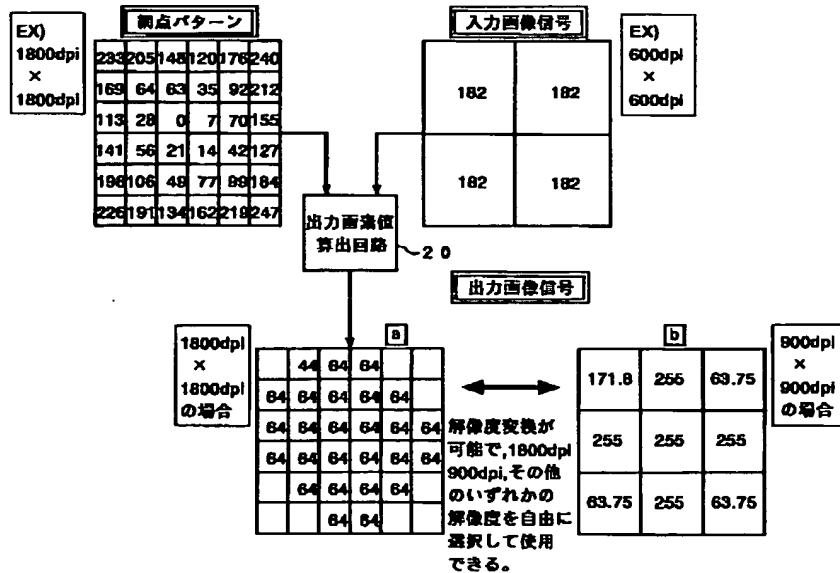 網点パターン
EX)
1800dpi
×
1800dpi
233 205 148 120 176 240
169 64 63 35 92 212
113 28 0 7 70 155
141 56 21 14 42 127
198 106 49 77 99 184
226 191 134 162 219 247
入力画像信号
EX)
600dpi
×
600dpi
182 182
182 182
出力画素値
算出回路
20
出力画像信号
1800dpi
×
1800dpi
の場合
a
44 64 64
64 64 64 64 64
64 64 64 64 64 64
64 64 64 64 64 64
64 64 64 64
64 64
解像度変換が
可能で,1800dpi
900dpi,その他
のいずれかの
解像度を自由に
選択して使用
できる。
b
171.8 255 63.75
255 255 255
63.75 255 63.75
900dpi
×
900dpi
の場合